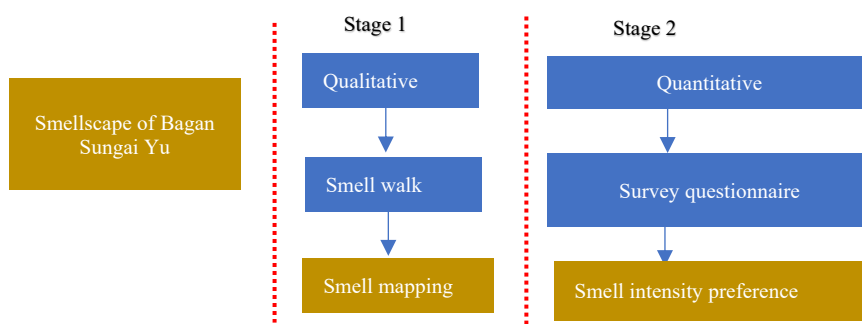 Stage 1
Stage 2
Smellscape of Bagan
Sungai Yu
Qualitative
Smell walk
Smell mapping
Quantitative
Survey questionnaire
Smell intensity preference